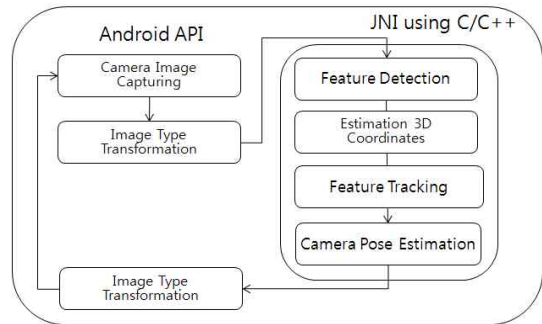 Android API
JNI using C/C++
Camera Image
Capturing
Image Type
Transformation
Feature Detection
Estimation 3D
Coordinates
Feature Tracking
Camera Pose Estimation
Image Type
Transformation